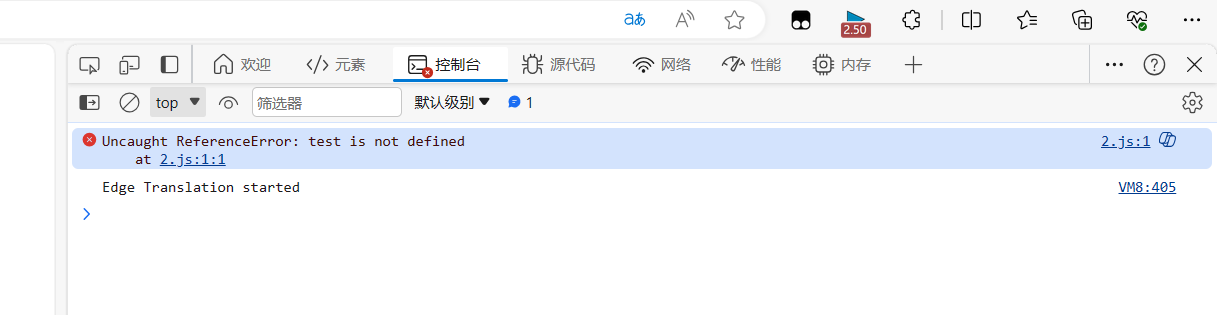 aあ A
2.50
欢迎 元素 控制台 源代码 网络 性能 内存
top 筛选器 默认级别 1
Uncaught ReferenceError: test is not defined 2.js:1
at 2.js:1:1
Edge Translation started VM8:405